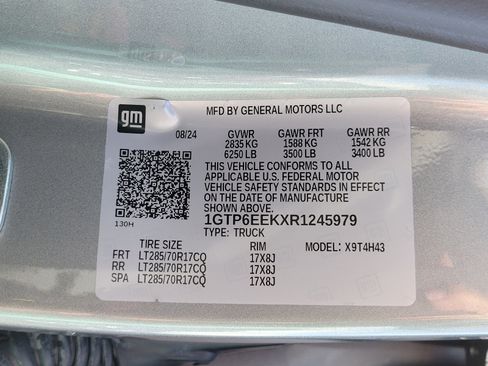 gm
MFD BY GENERAL MOTORS LLC
08/24 GVWR GAWR FRT GAWR RR
2835 KG 1588 KG 1542 KG
6250 LB 3500 LB 3400 LB
THIS VEHICLE CONFORMS TO ALL
APPLICABLE U.S. FEDERAL MOTOR
VEHICLE SAFETY STANDARDS IN EFFECT
ON THE DATE OF MANUFACTURE
SHOWN ABOVE.
1GTP6EEKXR1245979
130H TYPE: TRUCK
TIRE SIZE RIM MODEL: X9T4H43
FRT LT285/70R17CQ 17X8J
RR LT285/70R17CQ 17X8J
SPA LT285/70R17CQ 17X8J